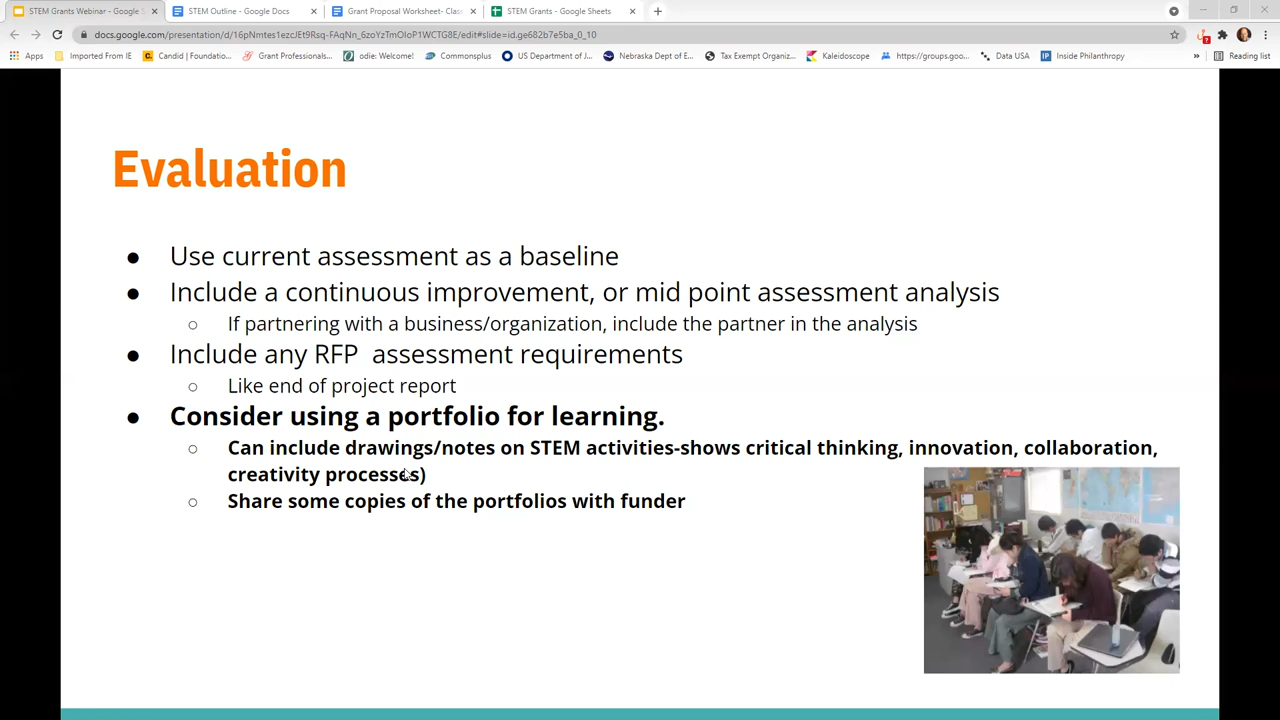 STEM Grants Webinar - Google S
STEM Outline - Google Docs
Grant Proposal Worksheet- Clas
STEM Grants - Google Sheets
docs.google.com/presentation/d/16pNmtes1ezcJEt9Rsq-FAqNn_6zoYzTmOIoP1WCTG8E/edit#slide=id.ge682b7e5ba_0_10
Apps
Imported From IE
Candid | Foundatio...
Grant Professionals...
odie: Welcome!
Commonsplus
US Department of J...
Nebraska Dept of E...
Tax Exempt Organiz...
Kaleidoscope
https://groups.goo...
Data USA
Inside Philanthropy
»
Reading list
Evaluation
● Use current assessment as a baseline
● Include a continuous improvement, or mid point assessment analysis
○ If partnering with a business/organization, include the partner in the analysis
● Include any RFP assessment requirements
○ Like end of project report
● Consider using a portfolio for learning.
○ Can include drawings/notes on STEM activities-shows critical thinking, innovation, collaboration,
creativity processes)
○ Share some copies of the portfolios with funder